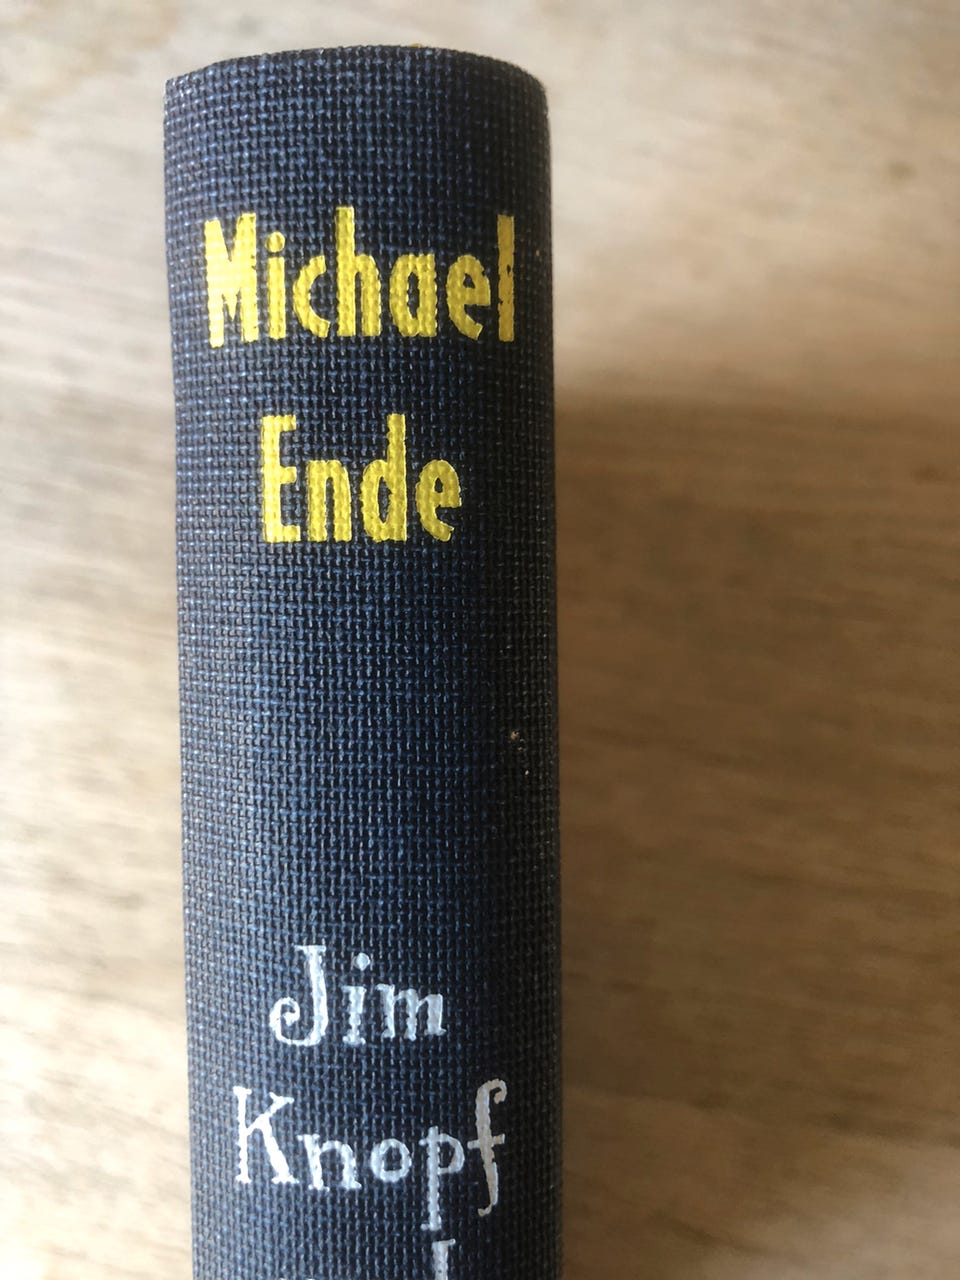 Michael
Ende
Jim
Knopf